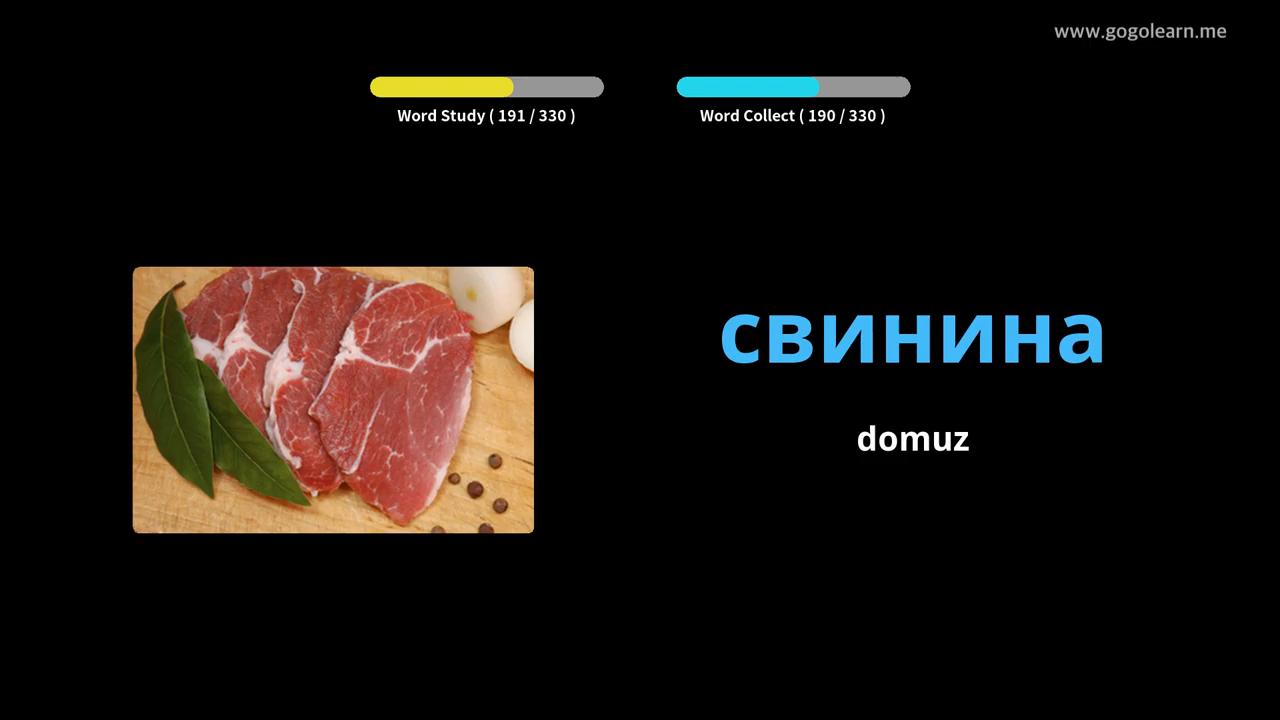 www.gogolearn.me
Word Study ( 191 / 330 )
Word Collect ( 190 / 330 )
свинина
domuz